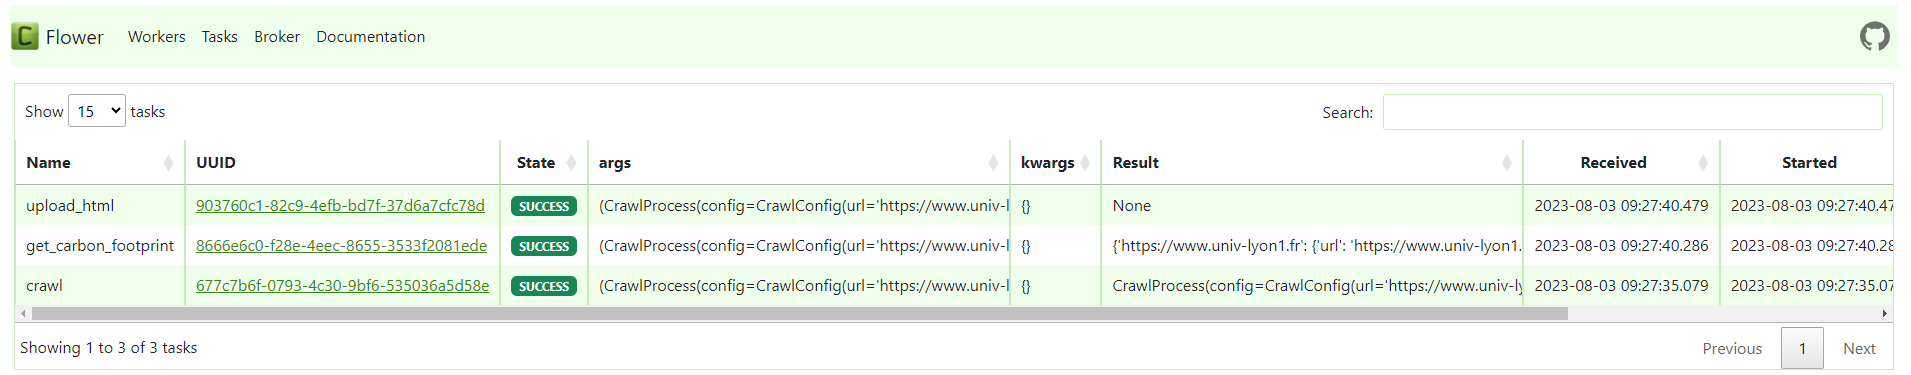 C Flower Workers Tasks Broker Documentation
Show 15 tasks Search:
Name UUID State args kwargs Result Received Started
upload_html 903760c1-82c9-4efb-bd7f-37d6a7cfc78d SUCCESS (CrawlProcess(config=CrawlConfig(url='https://www.univ-l {} None 2023-08-03 09:27:40.479 2023-08-03 09:27:40.47
get_carbon_footprint 8666e6c0-f28e-4eec-8655-3533f2081ede SUCCESS (CrawlProcess(config=CrawlConfig(url='https://www.univ-l {} {'https://www.univ-lyon1.fr': {'url': 'https://www.univ-lyon1. 2023-08-03 09:27:40.286 2023-08-03 09:27:40.28
crawl 677c7b6f-0793-4c30-9bf6-535036a5d58e SUCCESS (CrawlProcess(config=CrawlConfig(url='https://www.univ-l {} CrawlProcess(config=CrawlConfig(url='https://www.univ-ly 2023-08-03 09:27:35.079 2023-08-03 09:27:35.07
Showing 1 to 3 of 3 tasks Previous 1 Next